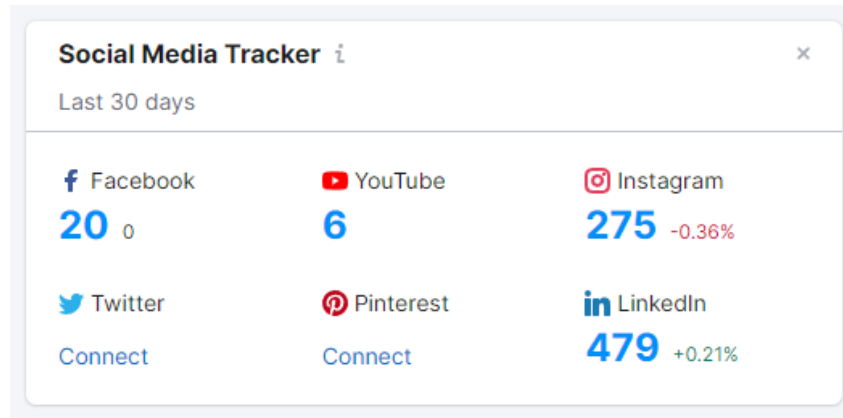 Social Media Tracker i
Last 30 days
Facebook YouTube Instagram
20 0 6 275 -0.36%
Twitter Pinterest LinkedIn
Connect Connect 479 +0.21%